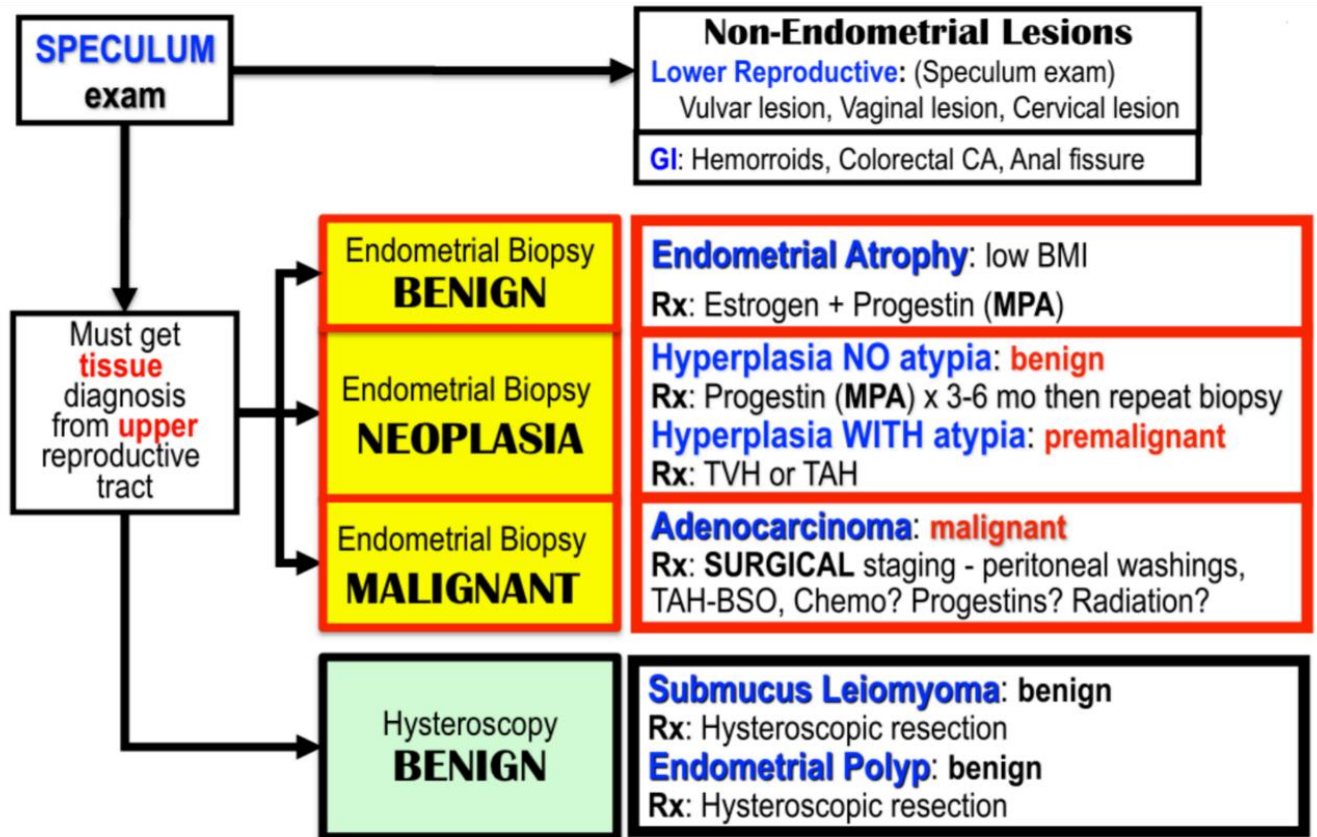 SPECULUM
exam
Non-Endometrial Lesions
Lower Reproductive: (Speculum exam)
Vulvar lesion, Vaginal lesion, Cervical lesion
GI: Hemorroids, Colorectal CA, Anal fissure
Must get
tissue
diagnosis
from upper
reproductive
tract
Endometrial Biopsy
BENIGN
Endometrial Atrophy: low BMI
Rx: Estrogen + Progestin (MPA)
Endometrial Biopsy
NEOPLASIA
Hyperplasia NO atypia: benign
Rx: Progestin (MPA) x 3-6 mo then repeat biopsy
Hyperplasia WITH atypia: premalignant
Rx: TVH or TAH
Endometrial Biopsy
MALIGNANT
Adenocarcinoma: malignant
Rx: SURGICAL staging - peritoneal washings,
TAH-BSO, Chemo? Progestins? Radiation?
Hysteroscopy
BENIGN
Submucus Leiomyoma: benign
Rx: Hysteroscopic resection
Endometrial Polyp: benign
Rx: Hysteroscopic resection